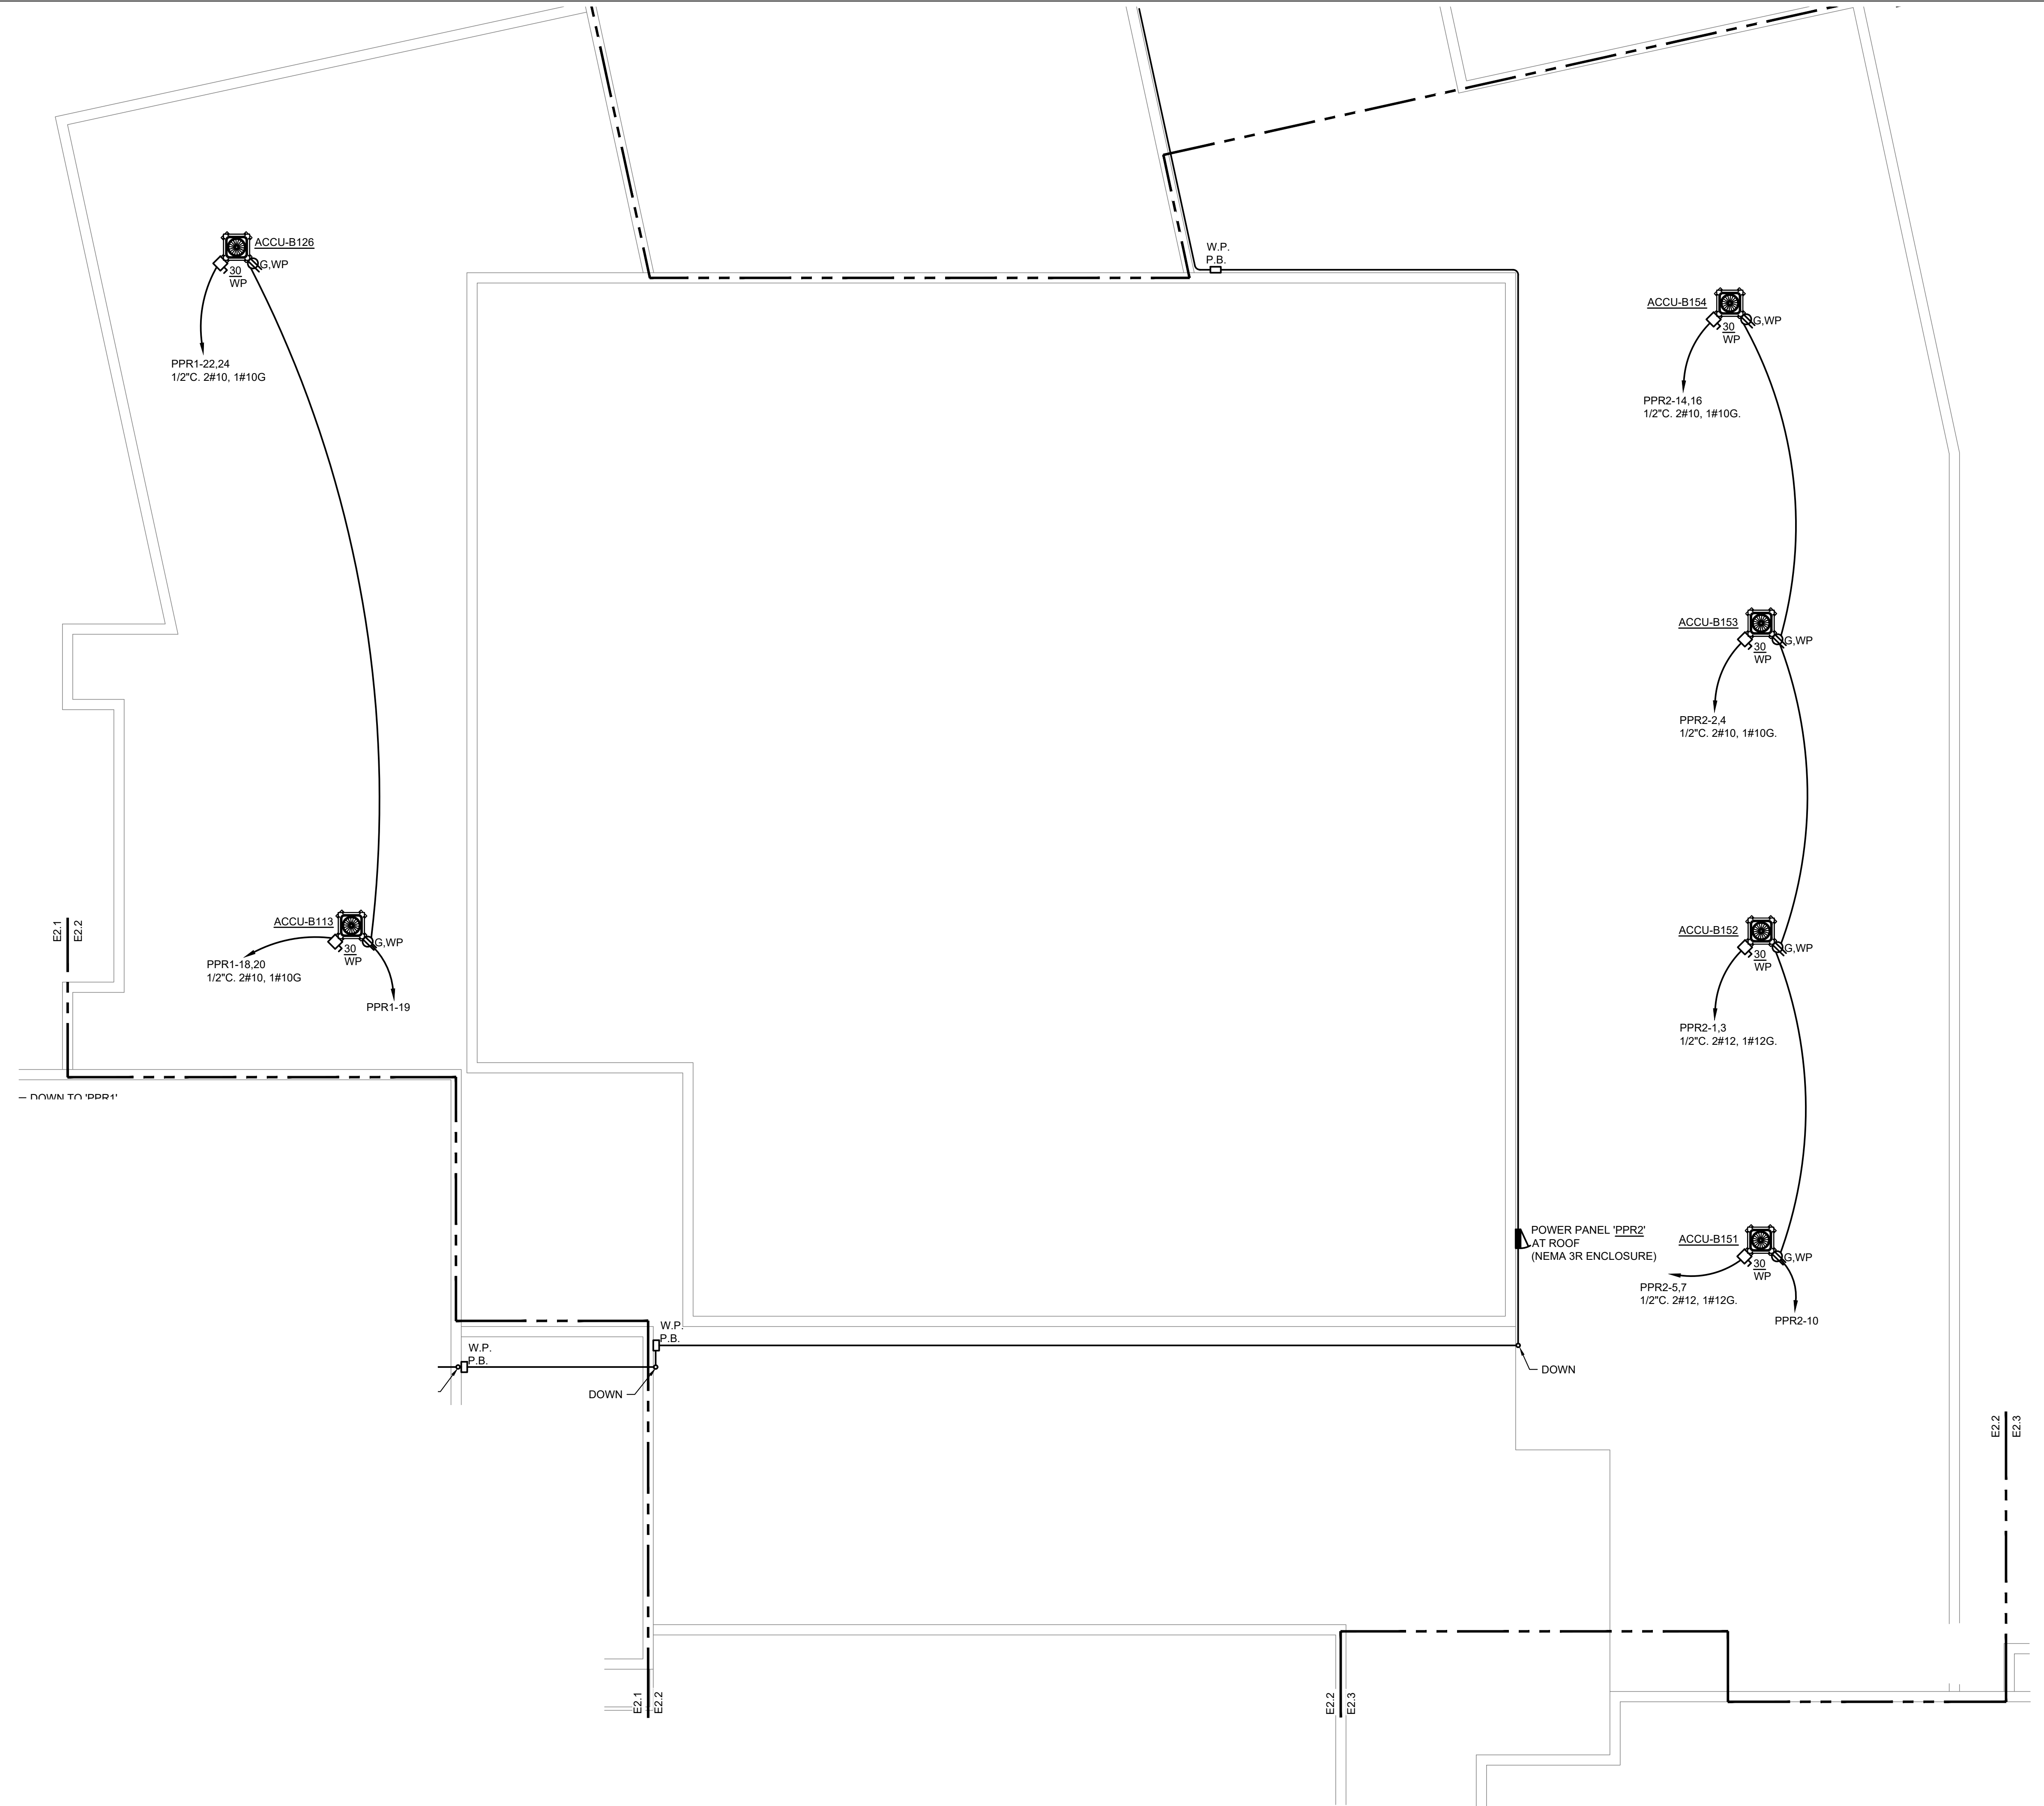 ACCU-B126
G,WP
30
WP
PPR1-22,24
1/2"C. 2#10, 1#10G
W.P.
P.B.
ACCU-B154
G,WP
30
WP
PPR2-14,16
1/2"C. 2#10, 1#10G.
ACCU-B153
G,WP
30
WP
PPR2-2,4
1/2"C. 2#10, 1#10G.
E2.1
E2.2
ACCU-B113
G,WP
30
WP
PPR1-18,20
1/2"C. 2#10, 1#10G
PPR1-19
ACCU-B152
G,WP
30
WP
PPR2-1,3
1/2"C. 2#12, 1#12G.
DOWN TO 'PPR1'
POWER PANEL 'PPR2'
AT ROOF
(NEMA 3R ENCLOSURE)
ACCU-B151
G,WP
30
WP
PPR2-5,7
1/2"C. 2#12, 1#12G.
PPR2-10
W.P.
P.B.
W.P.
P.B.
DOWN
DOWN
E2.2
E2.3
E2.1
E2.2
E2.2
E2.3